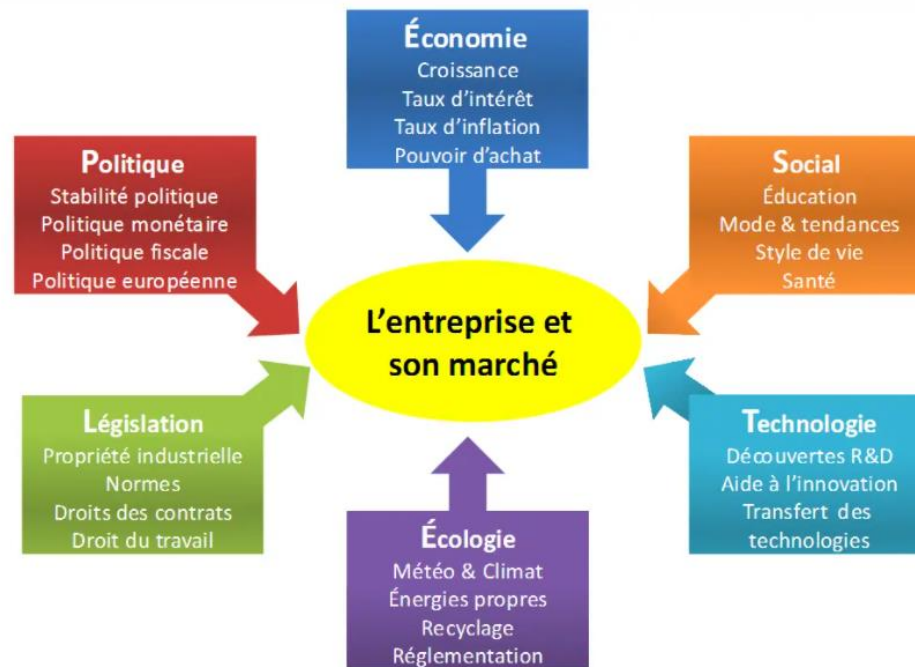 Économie
Croissance
Taux d'intérêt
Taux d'inflation
Pouvoir d'achat
Politique
Stabilité politique
Politique monétaire
Politique fiscale
Politique européenne
Social
Éducation
Mode & tendances
Style de vie
Santé
L'entreprise et
son marché
Législation
Propriété industrielle
Normes
Droits des contrats
Droit du travail
Technologie
Découvertes R&D
Aide à l'innovation
Transfert des
technologies
Écologie
Météo & Climat
Énergies propres
Recyclage
Réglementation